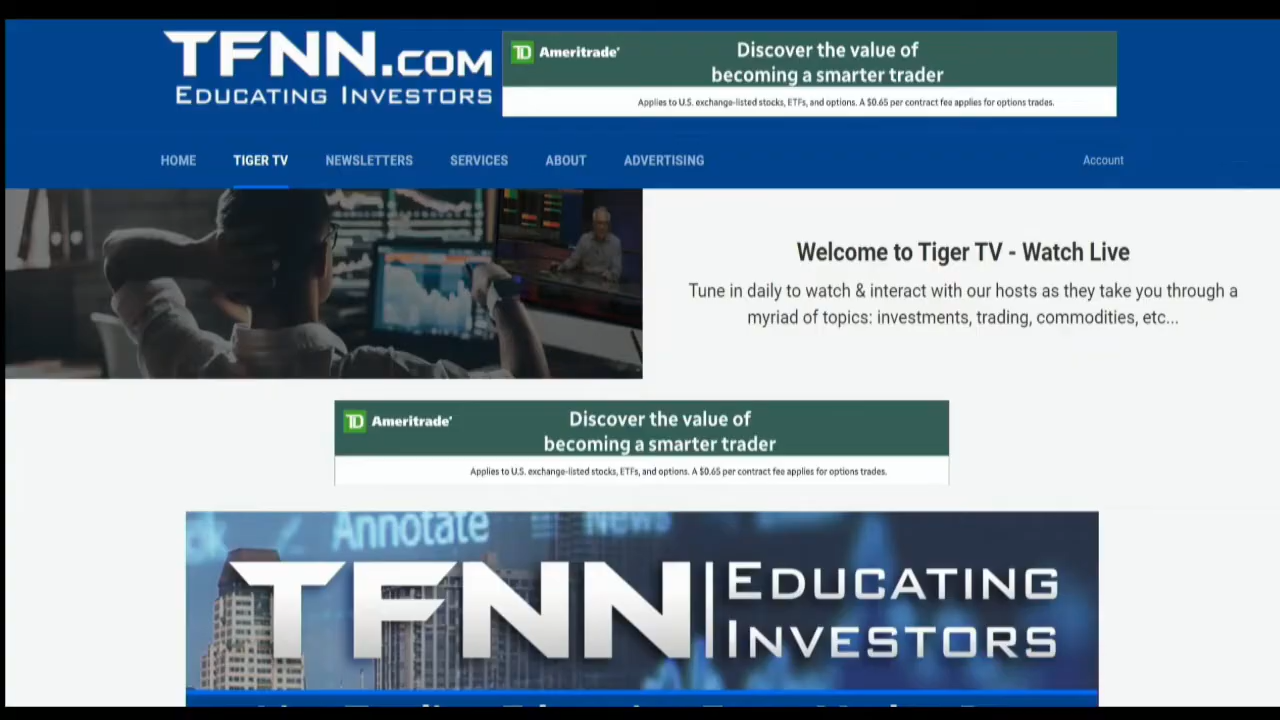 TFNN.COM
EDUCATING INVESTORS
TD Ameritrade
Discover the value of
becoming a smarter trader
Applies to U.S. exchange-listed stocks, ETFs, and options. A $0.65 per contract fee applies for options trades.
HOME TIGER TV NEWSLETTERS SERVICES ABOUT ADVERTISING Account
Welcome to Tiger TV - Watch Live
Tune in daily to watch & interact with our hosts as they take you through a
myriad of topics: investments, trading, commodities, etc...
TD Ameritrade
Discover the value of
becoming a smarter trader
Applies to U.S. exchange-listed stocks, ETFs, and options. A $0.65 per contract fee applies for options trades.
Annotate News
TFNN EDUCATING
INVESTORS